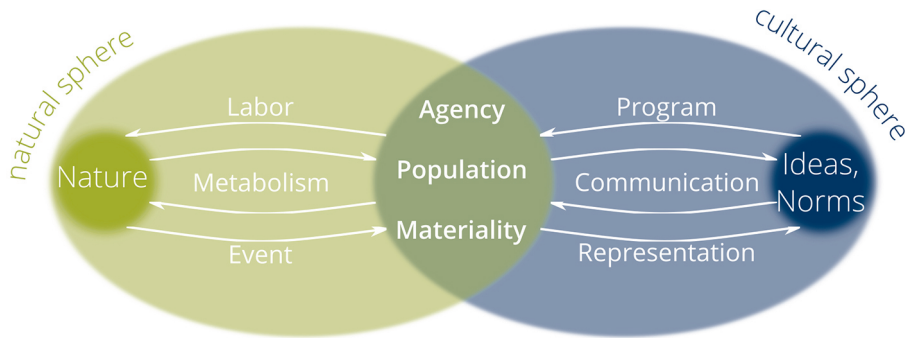 natural sphere
cultural sphere
Labor
Agency
Program
Nature
Metabolism
Population
Communication
Ideas,
Norms
Event
Materiality
Representation